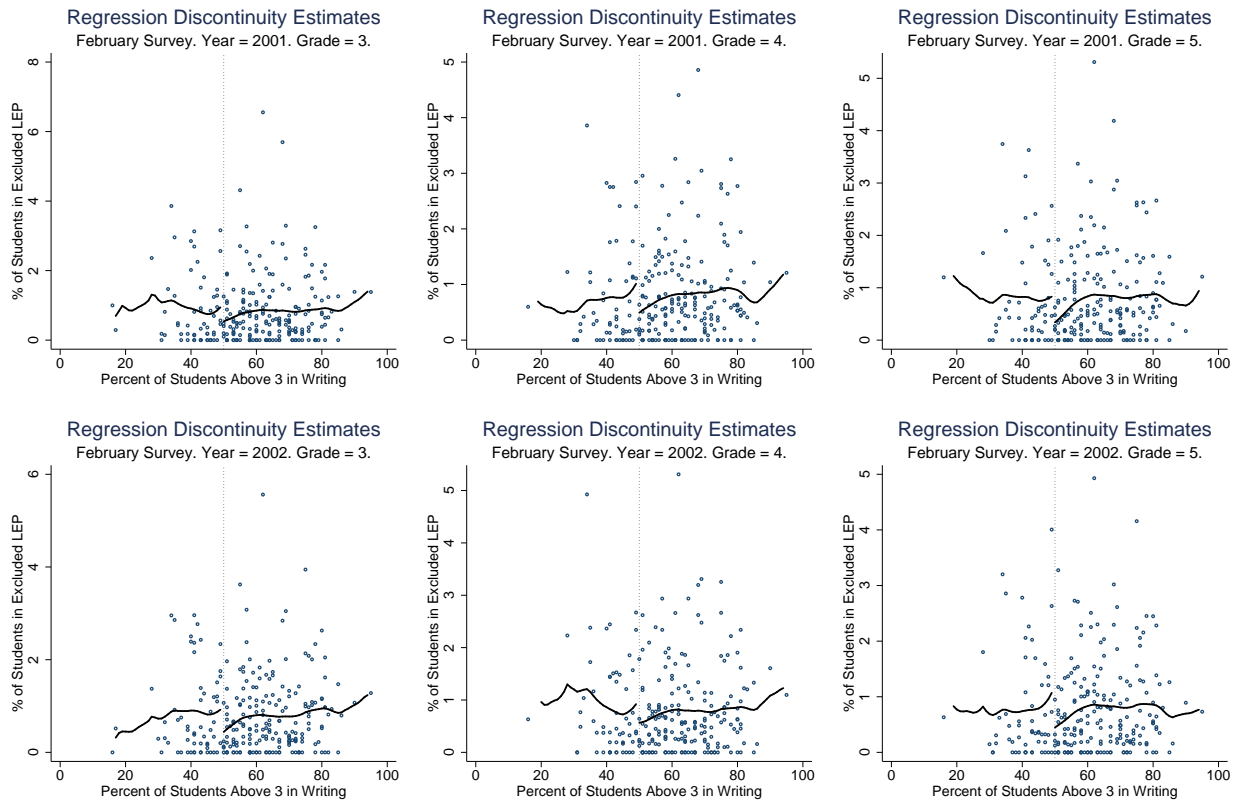 Regression Discontinuity Estimates
February Survey. Year = 2001. Grade = 3.
% of Students in Excluded LEP
8
6
4
2
0
0 20 40 60 80 100
Percent of Students Above 3 in Writing
Regression Discontinuity Estimates
February Survey. Year = 2001. Grade = 4.
% of Students in Excluded LEP
5
4
3
2
1
0
0 20 40 60 80 100
Percent of Students Above 3 in Writing
Regression Discontinuity Estimates
February Survey. Year = 2001. Grade = 5.
% of Students in Excluded LEP
5
4
3
2
1
0
0 20 40 60 80 100
Percent of Students Above 3 in Writing
Regression Discontinuity Estimates
February Survey. Year = 2002. Grade = 3.
% of Students in Excluded LEP
6
4
2
0
0 20 40 60 80 100
Percent of Students Above 3 in Writing
Regression Discontinuity Estimates
February Survey. Year = 2002. Grade = 4.
% of Students in Excluded LEP
5
4
3
2
1
0
0 20 40 60 80 100
Percent of Students Above 3 in Writing
Regression Discontinuity Estimates
February Survey. Year = 2002. Grade = 5.
% of Students in Excluded LEP
5
4
3
2
1
0
0 20 40 60 80 100
Percent of Students Above 3 in Writing